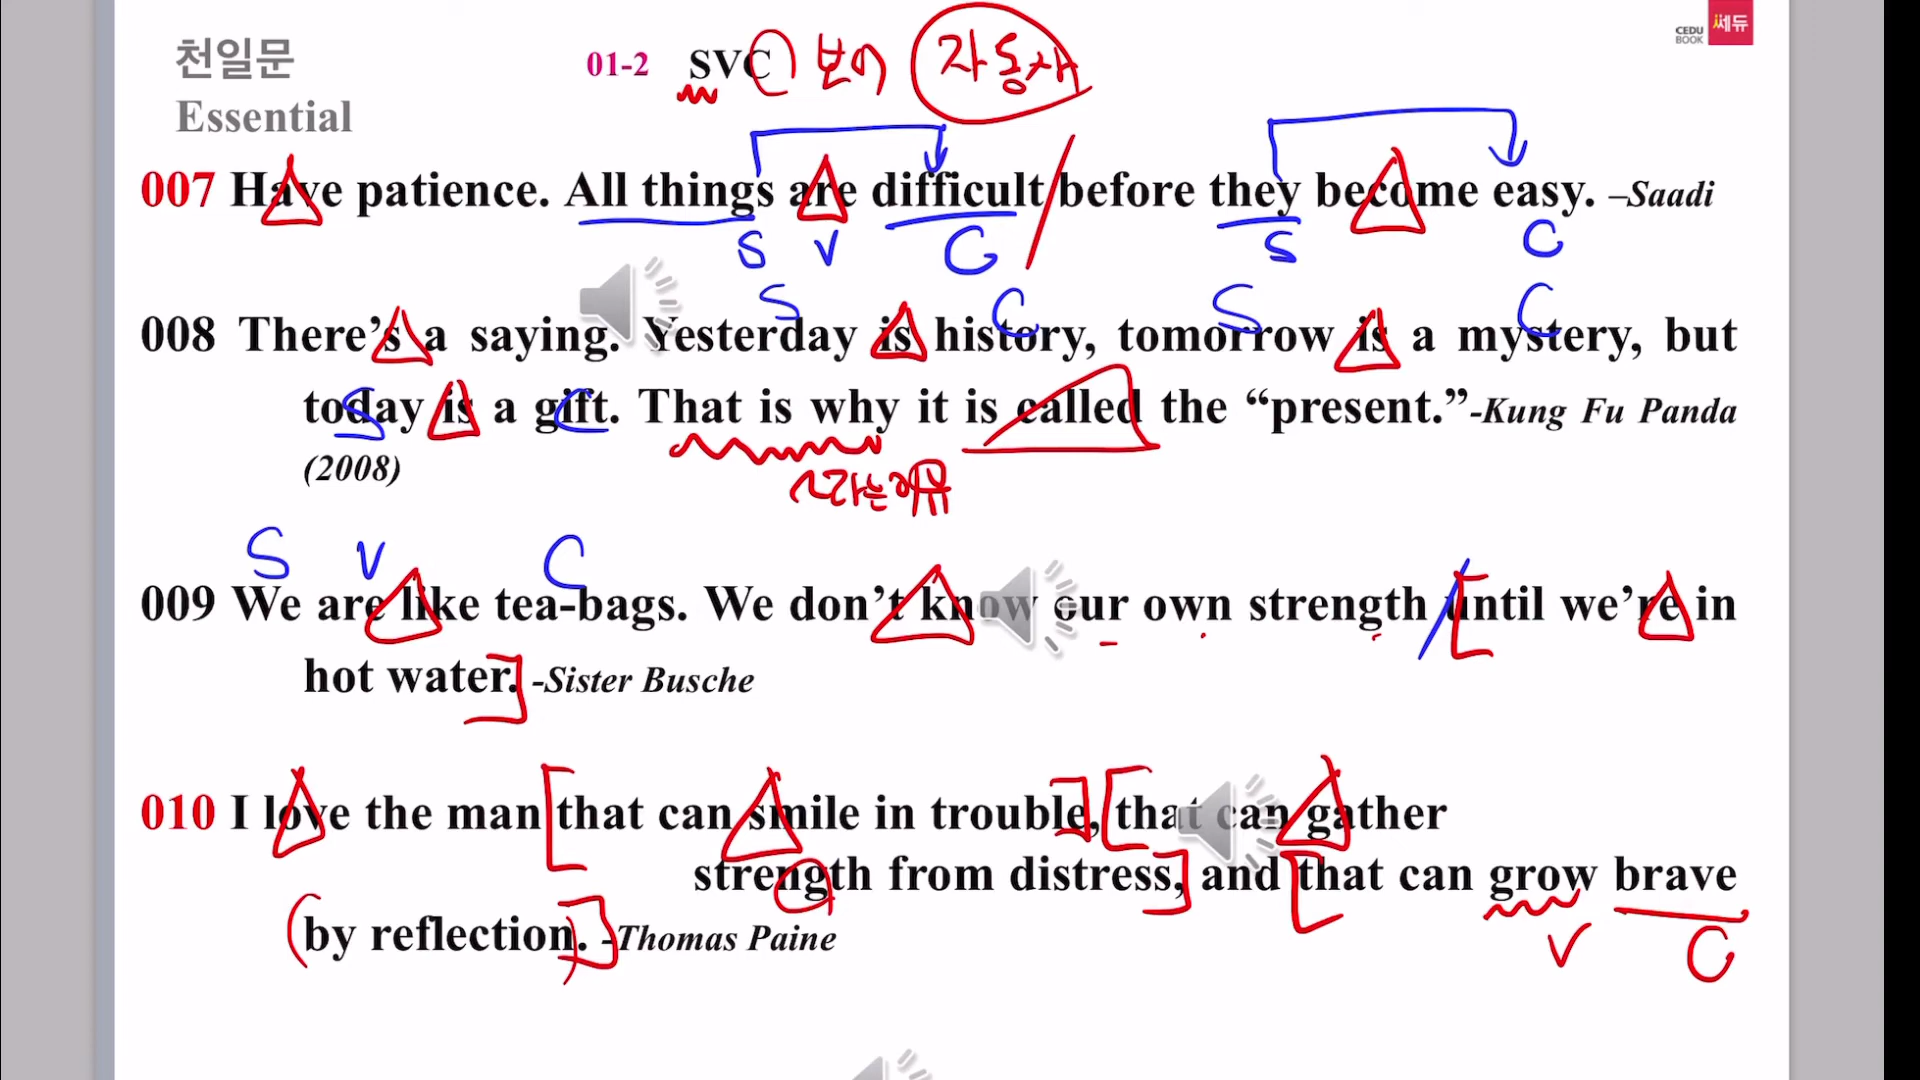 천일문
Essential
01-2 SVC 보어 자동사
CEDU BOOK 쎄듀
007 Have patience. All things are difficult before they become easy. –Saadi
S V C S C
S C S C
008 There's a saying. Yesterday is history, tomorrow is a mystery, but
today is a gift. That is why it is called the “present.”-Kung Fu Panda
S C
(2008)
S V C
009 We are like tea-bags. We don't know our own strength until we're in
hot water. -Sister Busche
010 I love the man that can smile in trouble, that can gather
strength from distress, and that can grow brave
by reflection. -Thomas Paine
V C